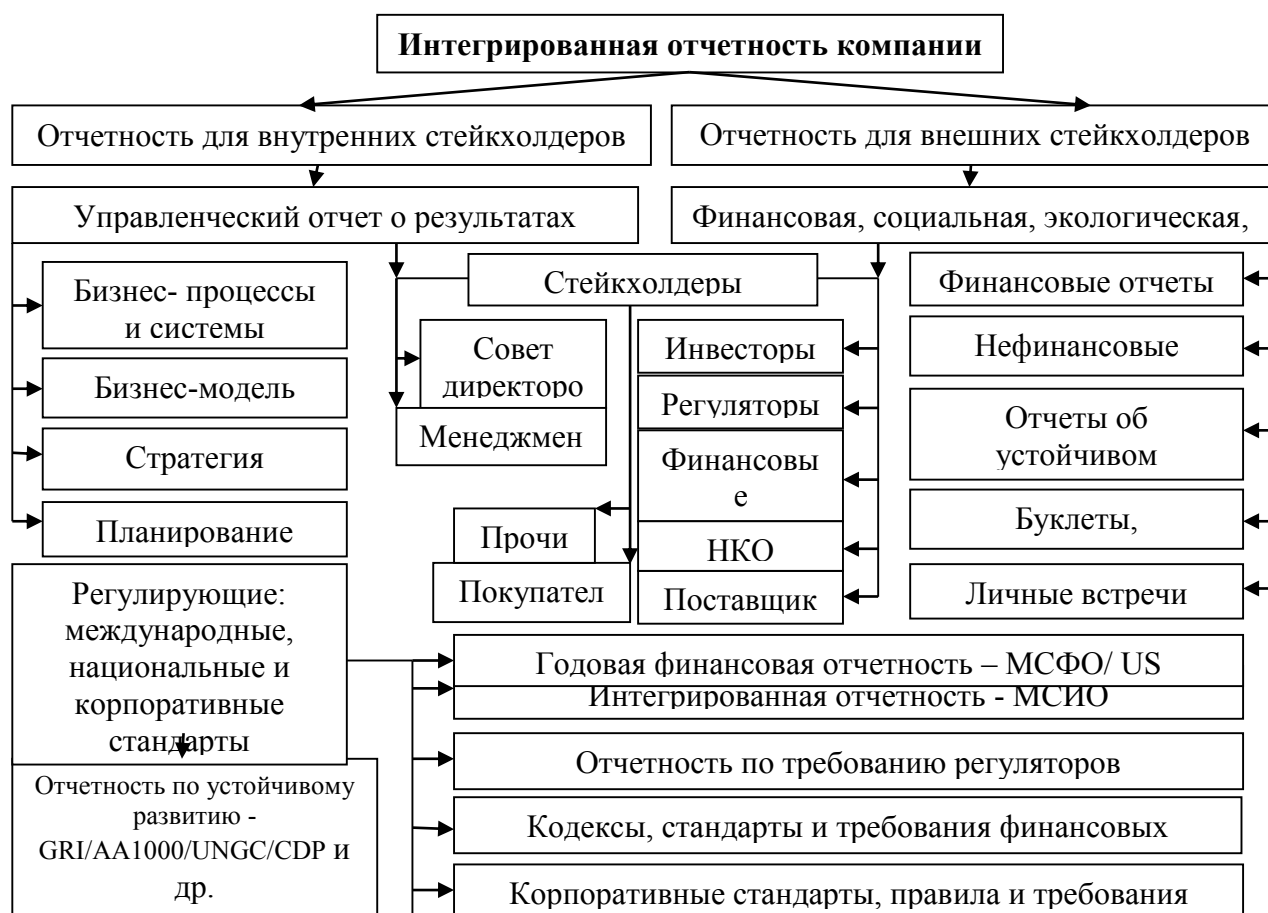 Интегрированная отчетность компании
Отчетность для внутренних стейкхолдеров
Отчетность для внешних стейкхолдеров
Управленческий отчет о результатах
Финансовая, социальная, экологическая,
Бизнес- процессы
и системы
Бизнес-модель
Стратегия
Планирование
Стейкхолдеры
Совет
директоро
Менеджмен
Прочи
Покупател
Инвесторы
Регуляторы
Финансовы
е
НКО
Поставщик
Финансовые отчеты
Нефинансовые
Отчеты об
устойчивом
Буклеты,
Личные встречи
Регулирующие:
международные,
национальные и
корпоративные
стандарты
Отчетность по устойчивому
развитию -
GRI/AA1000/UNGC/CDP и
др.
Годовая финансовая отчетность – МСФО/ US
Интегрированная отчетность - МСИО
Отчетность по требованию регуляторов
Кодексы, стандарты и требования финансовых
Корпоративные стандарты, правила и требования